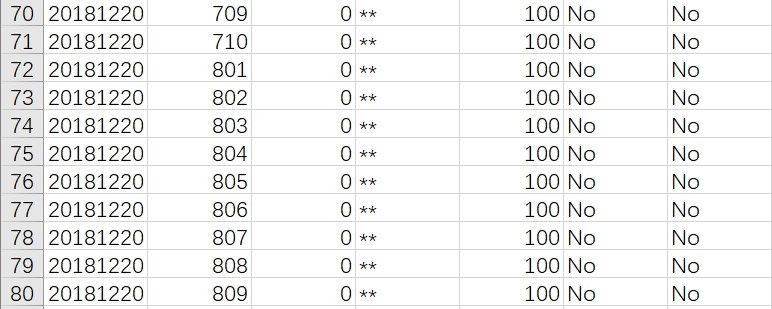 70 20181220 709 0 ** 100 No No
71 20181220 710 0 ** 100 No No
72 20181220 801 0 ** 100 No No
73 20181220 802 0 ** 100 No No
74 20181220 803 0 ** 100 No No
75 20181220 804 0 ** 100 No No
76 20181220 805 0 ** 100 No No
77 20181220 806 0 ** 100 No No
78 20181220 807 0 ** 100 No No
79 20181220 808 0 ** 100 No No
80 20181220 809 0 ** 100 No No